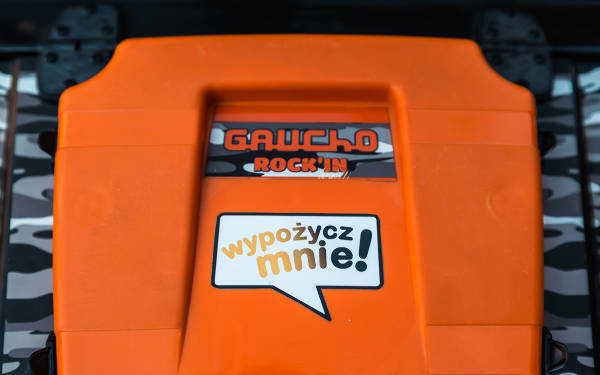 GAUChO
ROCK'IN
wypożycz
mnie!